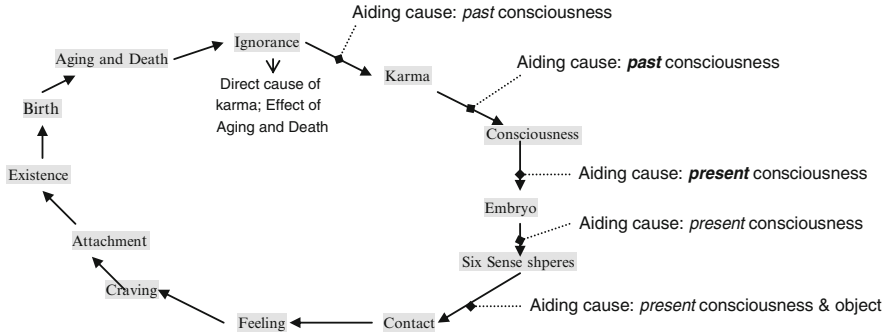 Aiding cause: past consciousness
Ignorance
Aging and Death
Aiding cause: past consciousness
Karma
Direct cause of
karma; Effect of
Aging and Death
Birth
Consciousness
Existence
Aiding cause: present consciousness
Embryo
Aiding cause: present consciousness
Attachment
Six Sense shperes
Craving
Aiding cause: present consciousness & object
Feeling
Contact